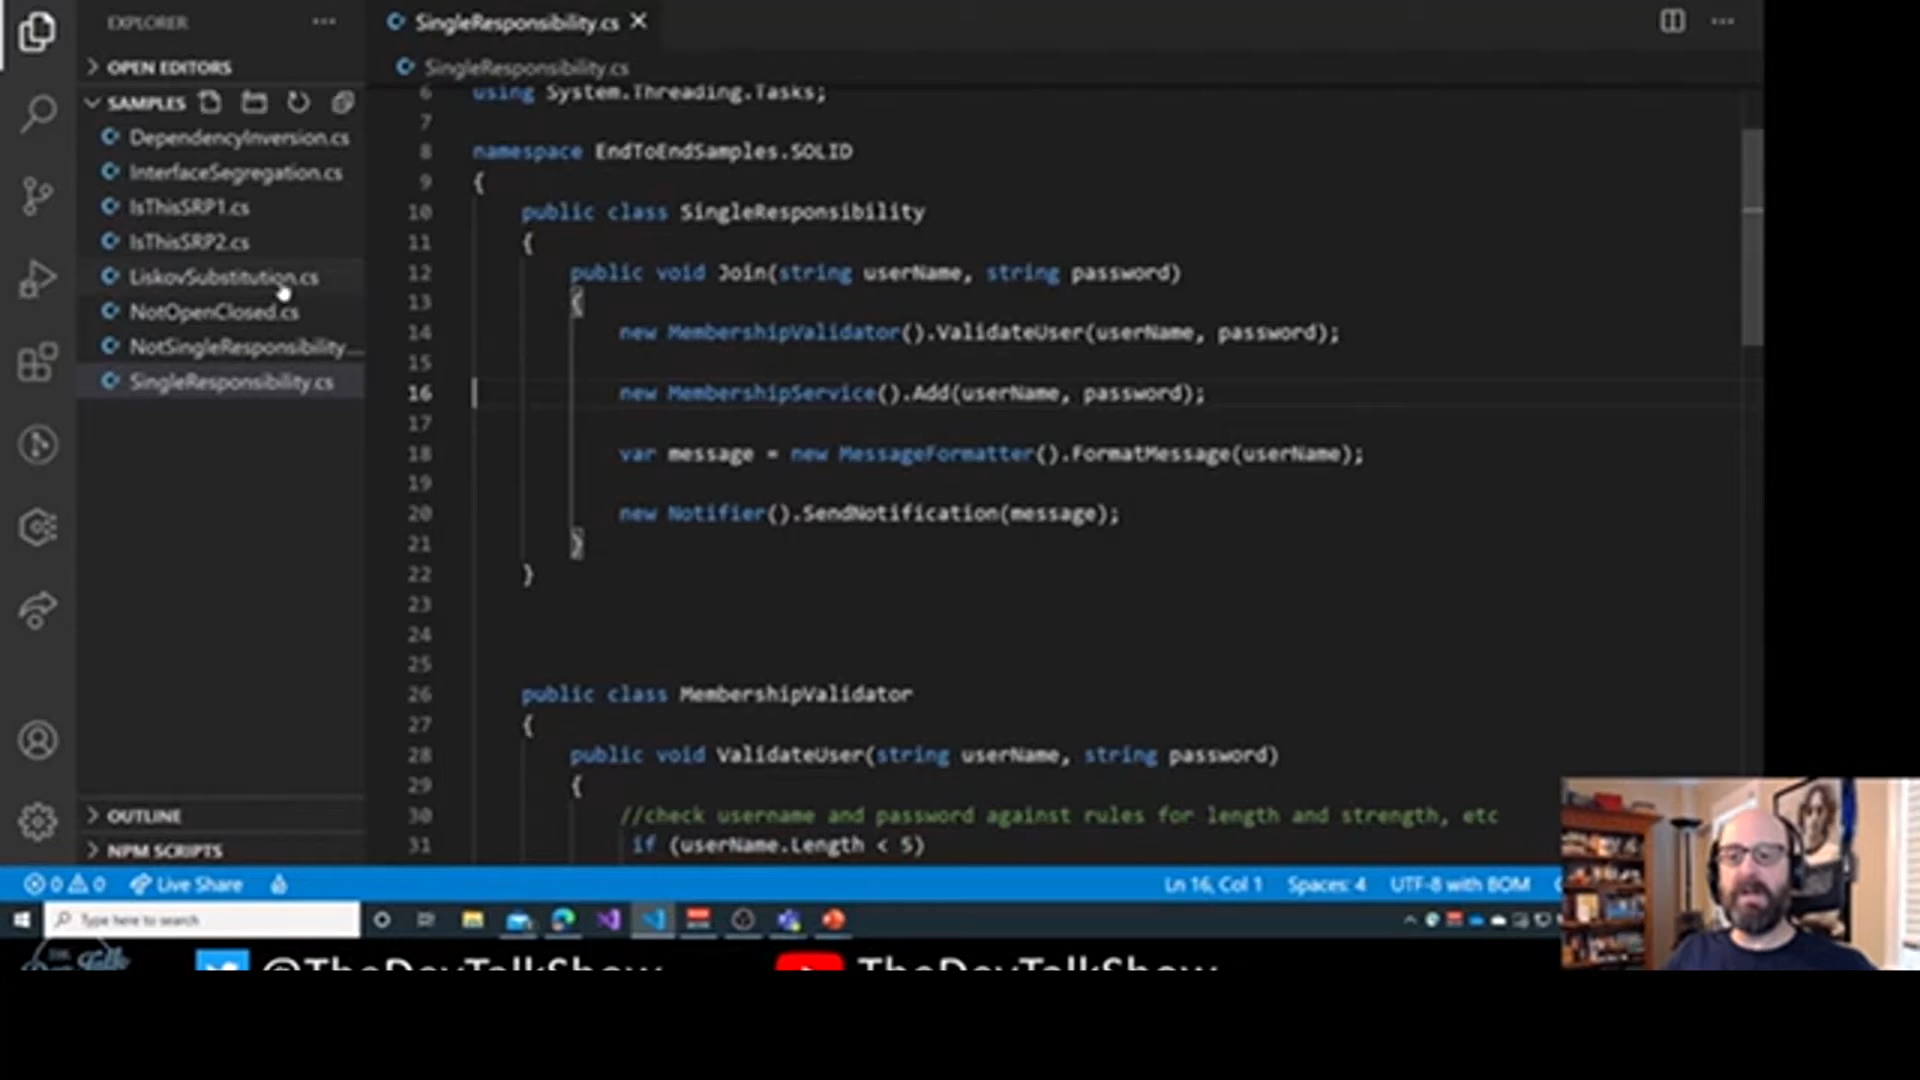 EXPLORER
SingleResponsibility.cs
OPEN EDITORS
SingleResponsibility.cs
SAMPLES
DependencyInversion.cs
InterfaceSegregation.cs
IsThisSRP1.cs
IsThisSRP2.cs
LiskovSubstitution.cs
NotOpenClosed.cs
NotSingleResponsibility...
SingleResponsibility.cs
6 using System.Threading.Tasks;
7
8 namespace EndToEndSamples.SOLID
9 {
10 public class SingleResponsibility
11 {
12 public void Join(string userName, string password)
13 {
14 new MembershipValidator().ValidateUser(userName, password);
15
16 new MembershipService().Add(userName, password);
17
18 var message = new MessageFormatter().FormatMessage(userName);
19
20 new Notifier().SendNotification(message);
21 }
22 }
23
24
25
26 public class MembershipValidator
27 {
28 public void ValidateUser(string userName, string password)
29 {
30 //check username and password against rules for length and strength, etc
31 if (userName.Length < 5)
OUTLINE
NPM SCRIPTS
0 0 Live Share Ln 16, Col 1 Spaces: 4 UTF-8 with BOM
Type here to search
@TheDevTalkShow TheDevTalkShow